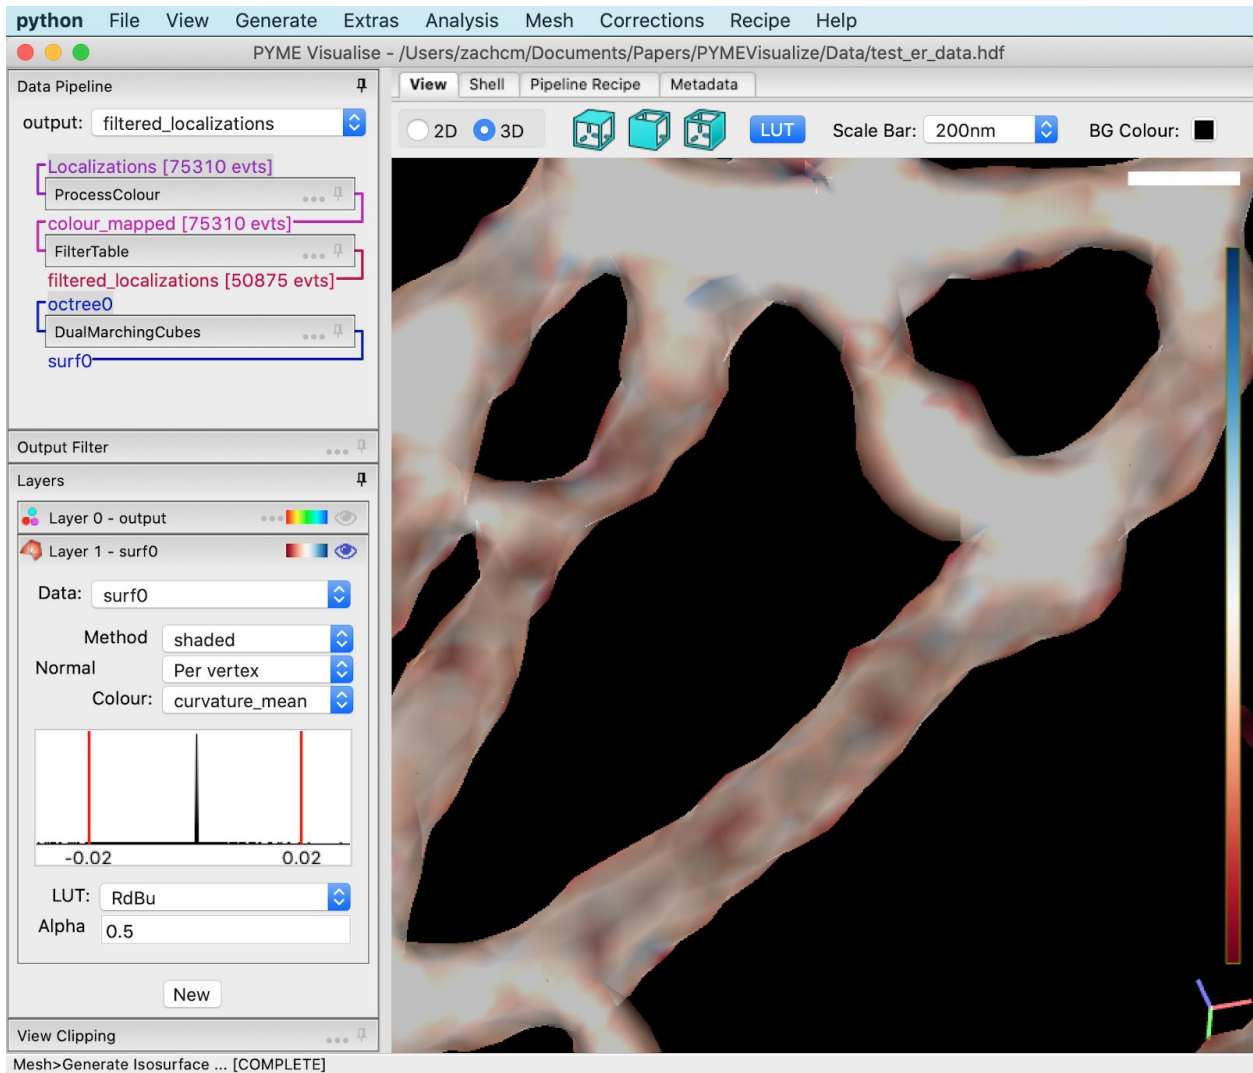 python File View Generate Extras Analysis Mesh Corrections Recipe Help
PYME Visualise - /Users/zachcm/Documents/Papers/PYMEVisualize/Data/test_er_data.hdf
Data Pipeline
output: filtered_localizations
Localizations [75310 evts]
ProcessColour
colour_mapped [75310 evts]
FilterTable
filtered_localizations [50875 evts]
octree0
DualMarchingCubes
surf0
Output Filter
Layers
Layer 0 - output
Layer 1 - surf0
Data: surf0
Method shaded
Normal Per vertex
Colour: curvature_mean
-0.02 0.02
LUT: RdBu
Alpha 0.5
New
View Clipping
Mesh>Generate Isosurface ... [COMPLETE]
View Shell Pipeline Recipe Metadata
2D 3D LUT Scale Bar: 200nm BG Colour: